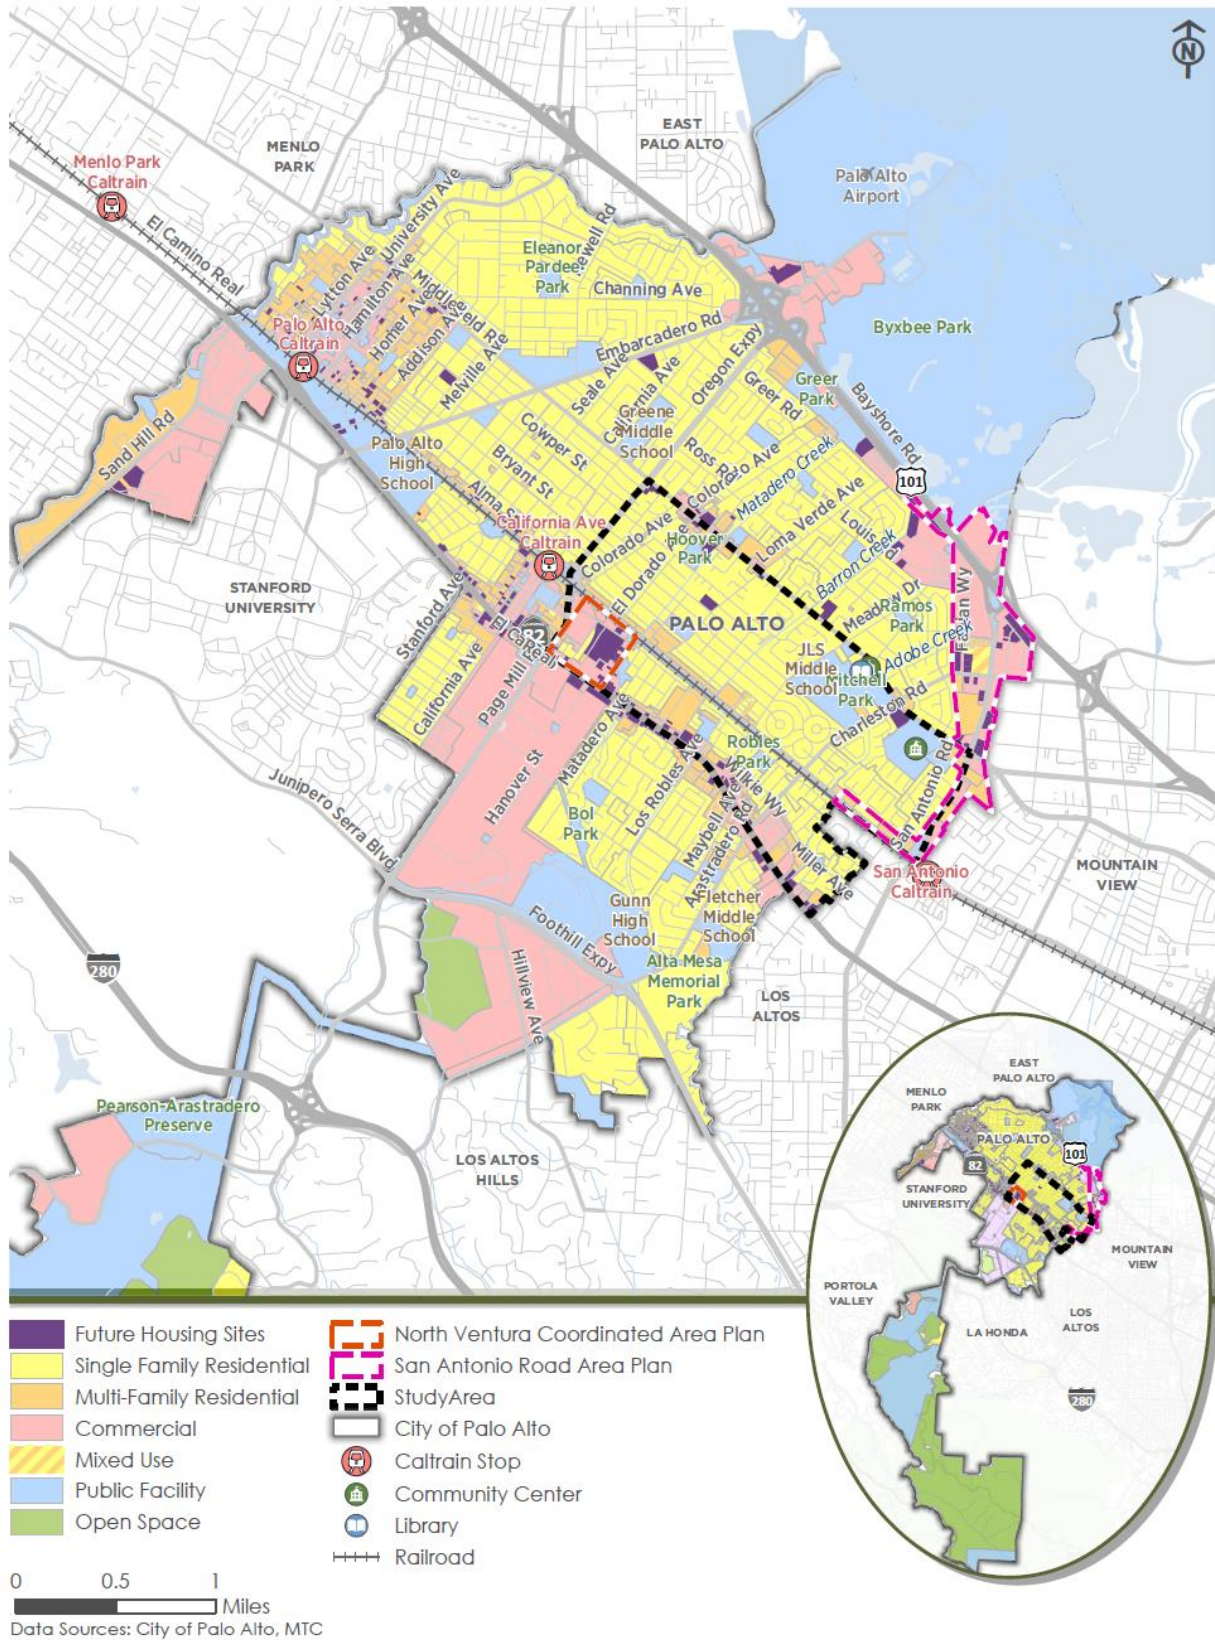 N
EAST
PALO ALTO
MENLO
PARK
Menlo Park
Caltrain
Palo Alto
Airport
El Camino Real
University Ave
Lytton Ave
Hamilton Ave
Newell Rd
Eleanor
Pardee
Park
Channing Ave
Middlefield Rd
Homer Ave
Addison Ave
Embarcadero Rd
Byxbee Park
Palo Alto
Caltrain
Melville Ave
Seale Ave
California Ave
Oregon Expy
Greer Rd
Greer
Park
Bayshore Rd
Sand Hill Rd
Cowper St
Greene
Middle
School
Palo Alto
High
School
Bryant St
Ross Rd
Colorado Ave
Matadero Creek
101
Alma St
California Ave
Caltrain
Colorado Ave
Hoover
Park
Loma Verde Ave
Louis Rd
Barron Creek
El Dorado Ave
STANFORD
UNIVERSITY
Stanford Ave
82
El Camino Real
PALO ALTO
Meadow Dr
Ramos
Park
Fabian Wy
Adobe Creek
JLS
Middle
School
Mitchell
Park
California Ave
Page Mill
Charleston Rd
Matadero Ave
Robles
Park
Hanover St
Junipero Serra Blvd
Los Robles Ave
Wilkie Wy
San Antonio Rd
Bol
Park
Maybell Ave
Arastradero Rd
Miller Ave
San Antonio
Caltrain
MOUNTAIN
VIEW
Gunn
High
School
Fletcher
Middle
School
Foothill Expy
280
Hillview Ave
Alta Mesa
Memorial
Park
LOS
ALTOS
Pearson-Arastradero
Preserve
LOS ALTOS
HILLS
EAST
PALO ALTO
MENLO
PARK
PALO ALTO
101
82
STANFORD
UNIVERSITY
MOUNTAIN
VIEW
PORTOLA
VALLEY
LOS
ALTOS
LA HONDA
280
Future Housing Sites
Single Family Residential
Multi-Family Residential
Commercial
Mixed Use
Public Facility
Open Space
North Ventura Coordinated Area Plan
San Antonio Road Area Plan
StudyArea
City of Palo Alto
Caltrain Stop
Community Center
Library
Railroad
0 0.5 1
Miles
Data Sources: City of Palo Alto, MTC